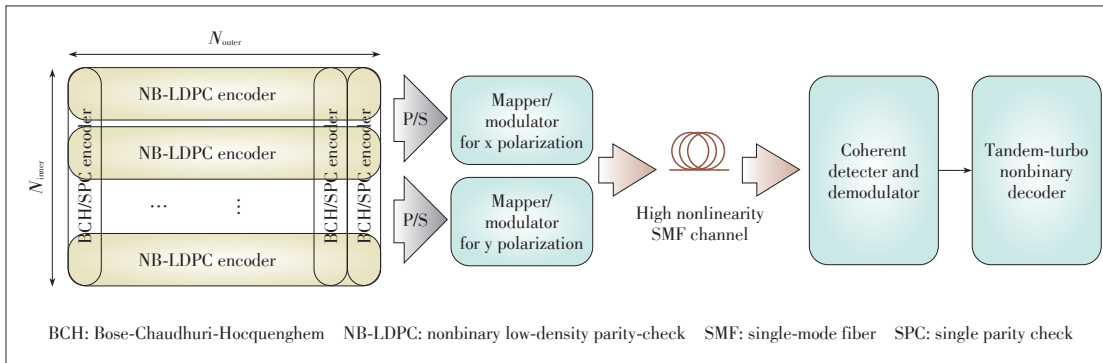 N outer
N inner
NB-LDPC encoder
NB-LDPC encoder
… ⋮
NB-LDPC encoder
BCH/SPC encoder
BCH/SPC encoder
BCH/SPC encoder
P/S
P/S
Mapper/
modulator
for x polarization
Mapper/
modulator
for y polarization
High nonlinearity
SMF channel
Coherent
detecter and
demodulator
Tandem-turbo
nonbinary
decoder
BCH: Bose-Chaudhuri-Hocquenghem NB-LDPC: nonbinary low-density parity-check SMF: single-mode fiber SPC: single parity check